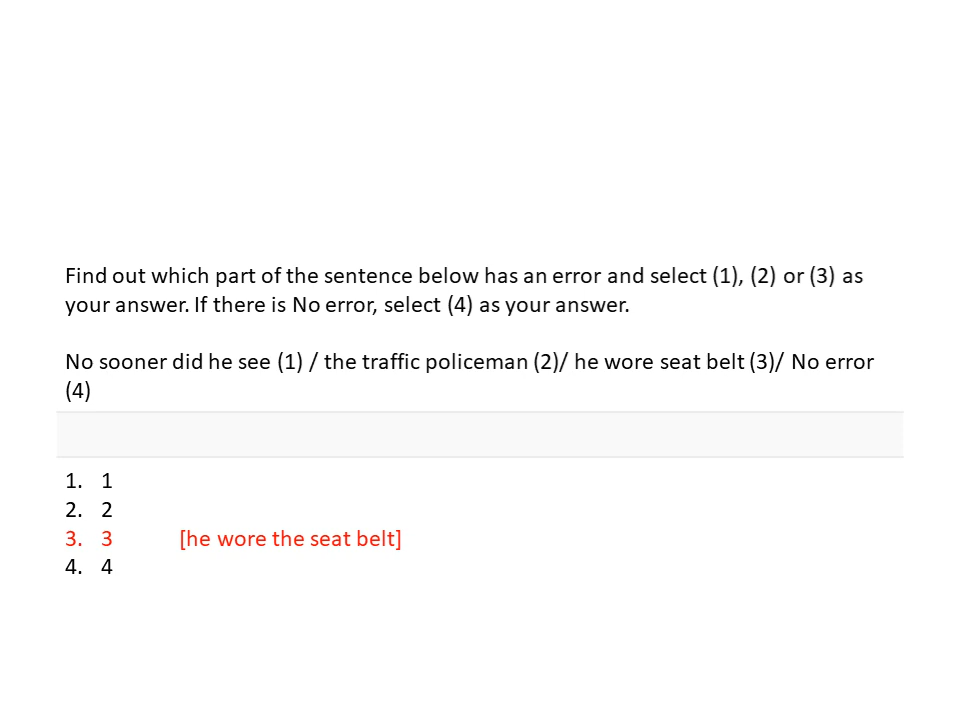 Find out which part of the sentence below has an error and select (1), (2) or (3) as
your answer. If there is No error, select (4) as your answer.
No sooner did he see (1) / the traffic policeman (2)/ he wore seat belt (3)/ No error
(4)
1. 1
2. 2
3. 3 [he wore the seat belt]
4. 4